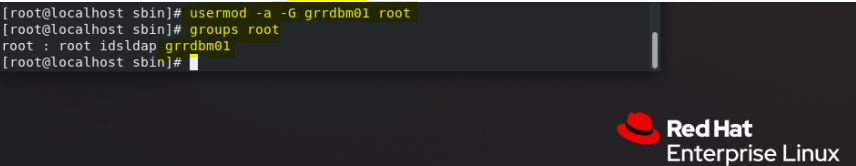 [root@localhost sbin]# usermod -a -G grrdbm01 root
[root@localhost sbin]# groups root
root : root idsldap grrdbm01
[root@localhost sbin]#
Red Hat
Enterprise Linux